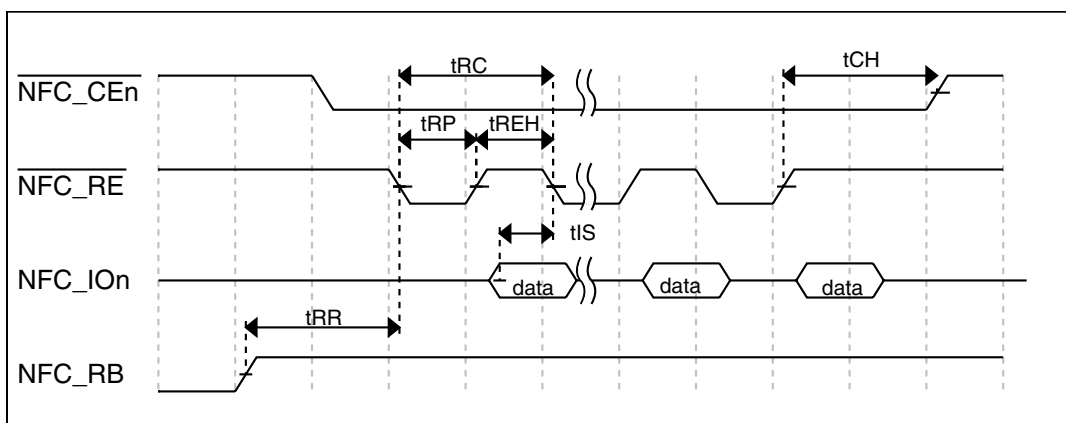 tRC
tCH
NFC_CEn
tRP
tREH
NFC_RE
tIS
NFC_IOn
data
data
data
tRR
NFC_RB